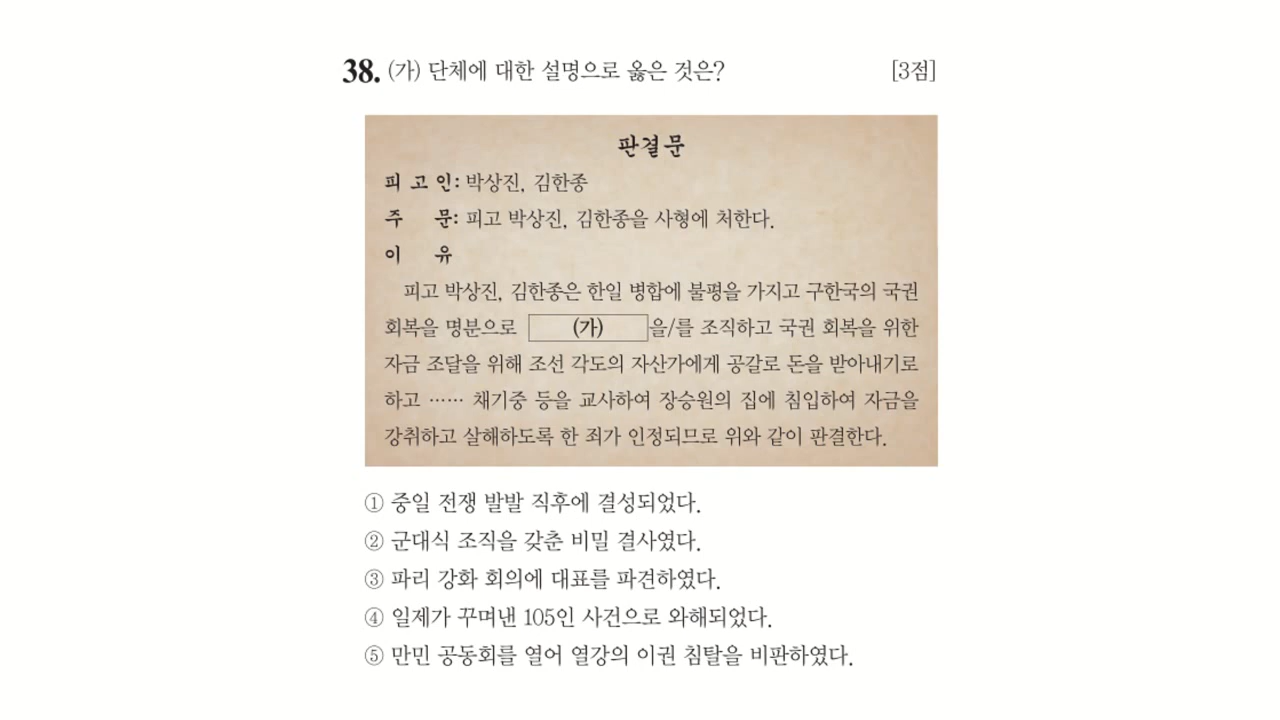 38. (가) 단체에 대한 설명으로 옳은 것은? [3점]
판결문
피 고 인: 박상진, 김한종
주 문: 피고 박상진, 김한종을 사형에 처한다.
이 유
피고 박상진, 김한종은 한일 병합에 불평을 가지고 구한국의 국권
회복을 명분으로 (가) 을/를 조직하고 국권 회복을 위한
자금 조달을 위해 조선 각도의 자산가에게 공갈로 돈을 받아내기로
하고 …… 채기중 등을 교사하여 장승원의 집에 침입하여 자금을
강취하고 살해하도록 한 죄가 인정되므로 위와 같이 판결한다.
① 중일 전쟁 발발 직후에 결성되었다.
② 군대식 조직을 갖춘 비밀 결사였다.
③ 파리 강화 회의에 대표를 파견하였다.
④ 일제가 꾸며낸 105인 사건으로 와해되었다.
⑤ 만민 공동회를 열어 열강의 이권 침탈을 비판하였다.